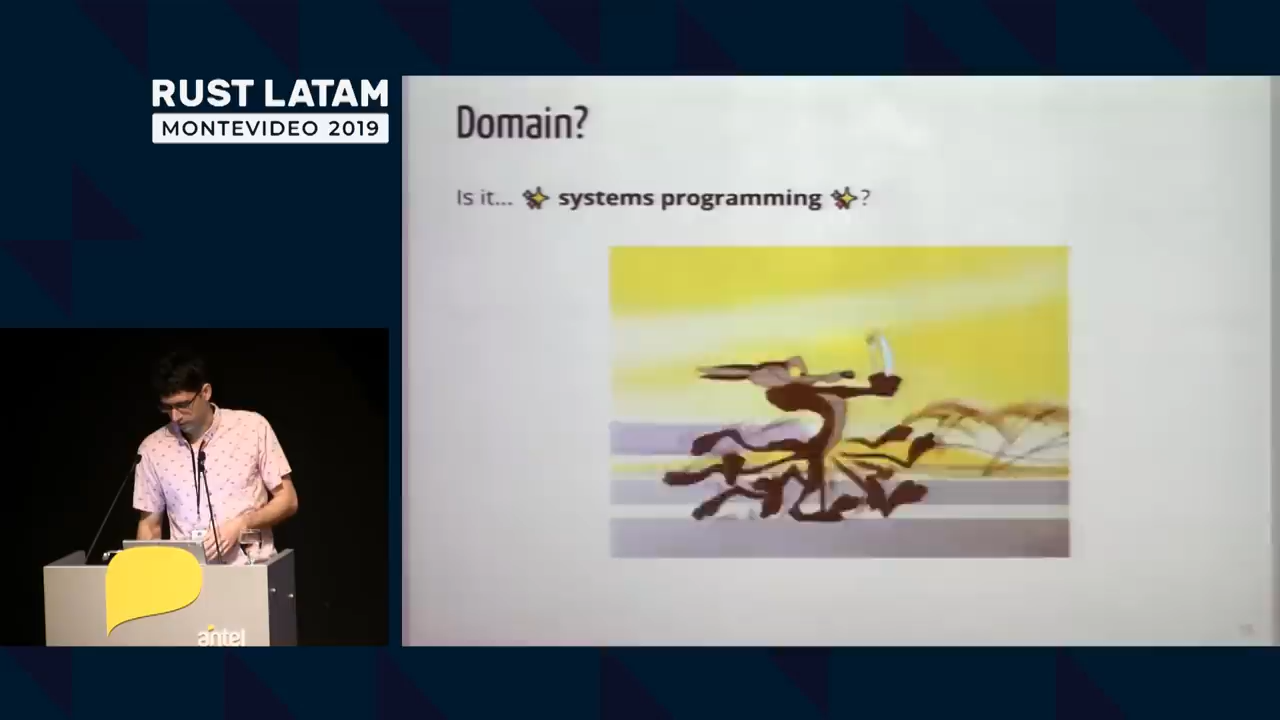 RUST LATAM
MONTEVIDEO 2019
Domain?
Is it... ✨ systems programming ✨?
antel